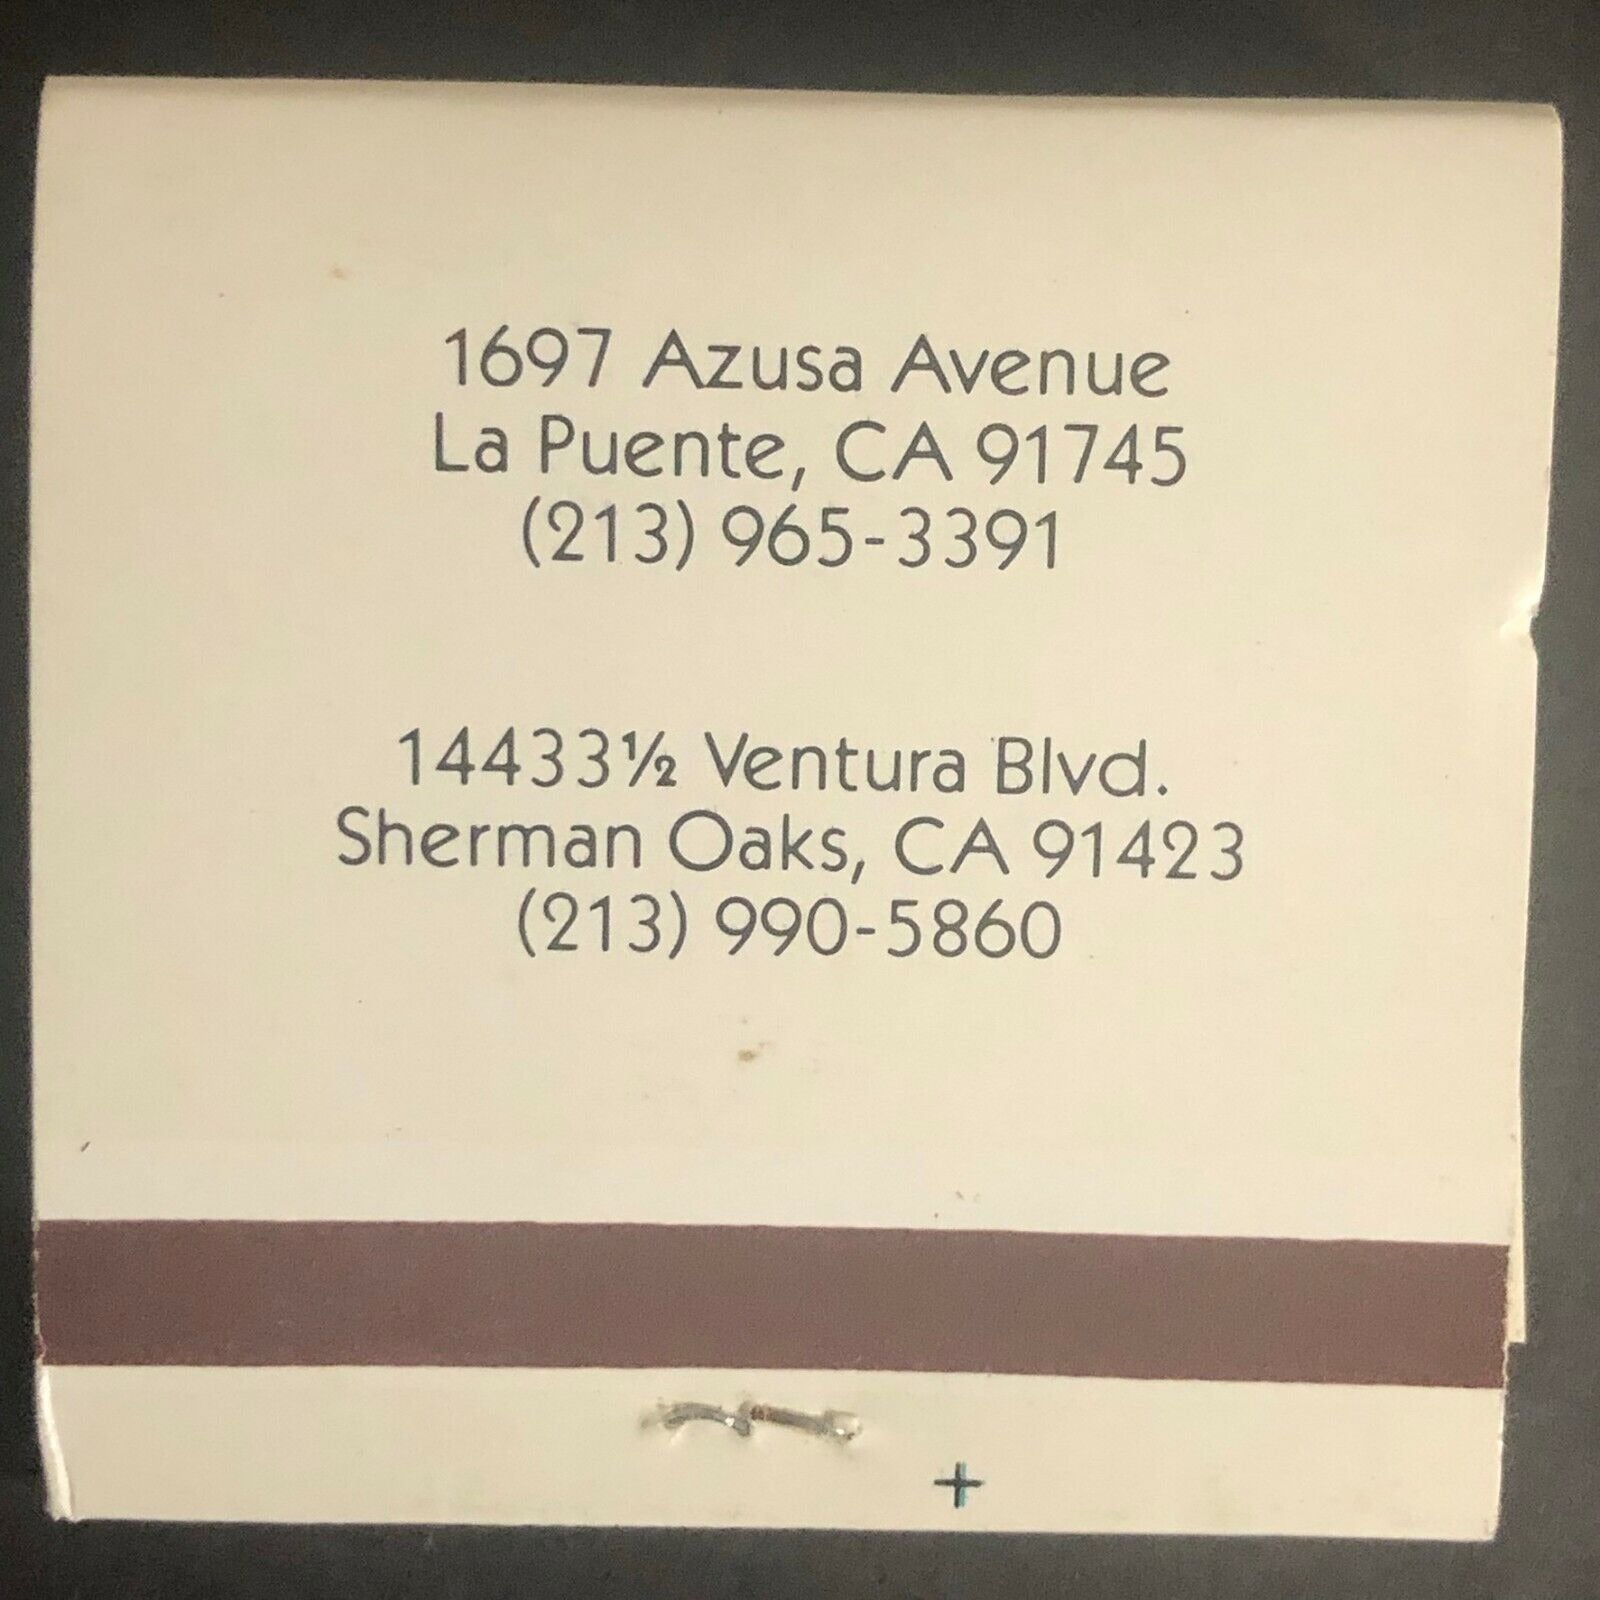 1697 Azusa Avenue
La Puente, CA 91745
(213) 965-3391
14433½ Ventura Blvd.
Sherman Oaks, CA 91423
(213) 990-5860